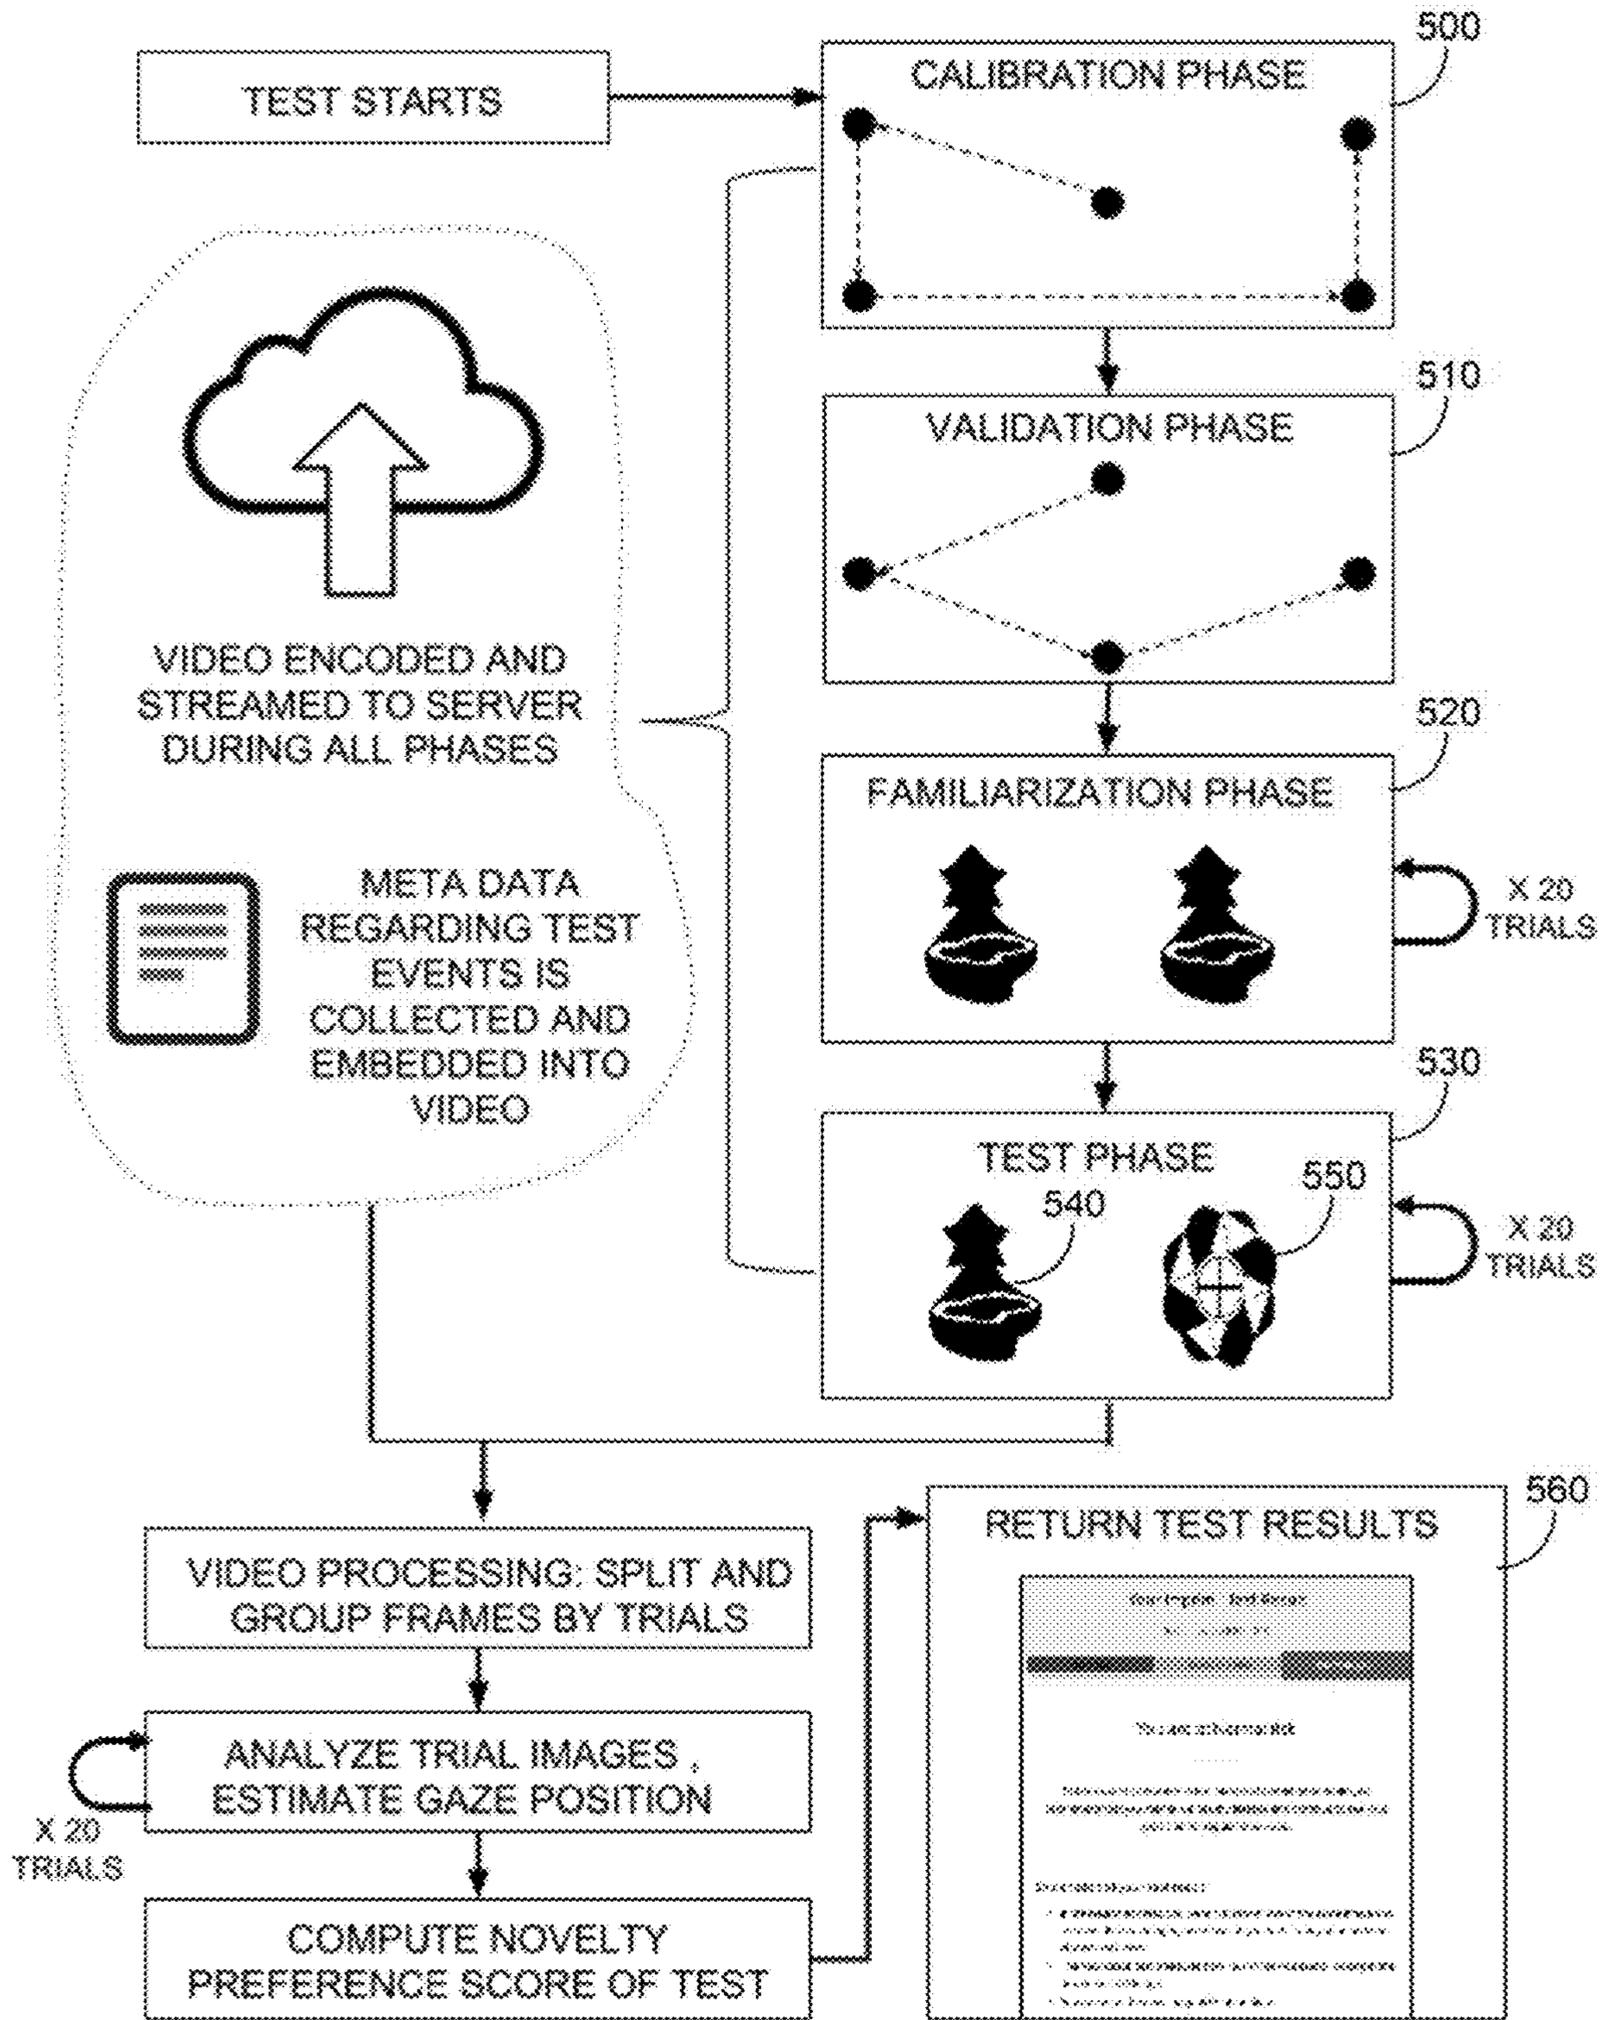 500
TEST STARTS
CALIBRATION PHASE
510
VALIDATION PHASE
VIDEO ENCODED AND
STREAMED TO SERVER
DURING ALL PHASES
520
FAMILIARIZATION PHASE
X 20
TRIALS
META DATA
REGARDING TEST
EVENTS IS
COLLECTED AND
EMBEDDED INTO
VIDEO
530
TEST PHASE
540
550
X 20
TRIALS
560
RETURN TEST RESULTS
VIDEO PROCESSING: SPLIT AND
GROUP FRAMES BY TRIALS
ANALYZE TRIAL IMAGES ,
ESTIMATE GAZE POSITION
X 20
TRIALS
COMPUTE NOVELTY
PREFERENCE SCORE OF TEST